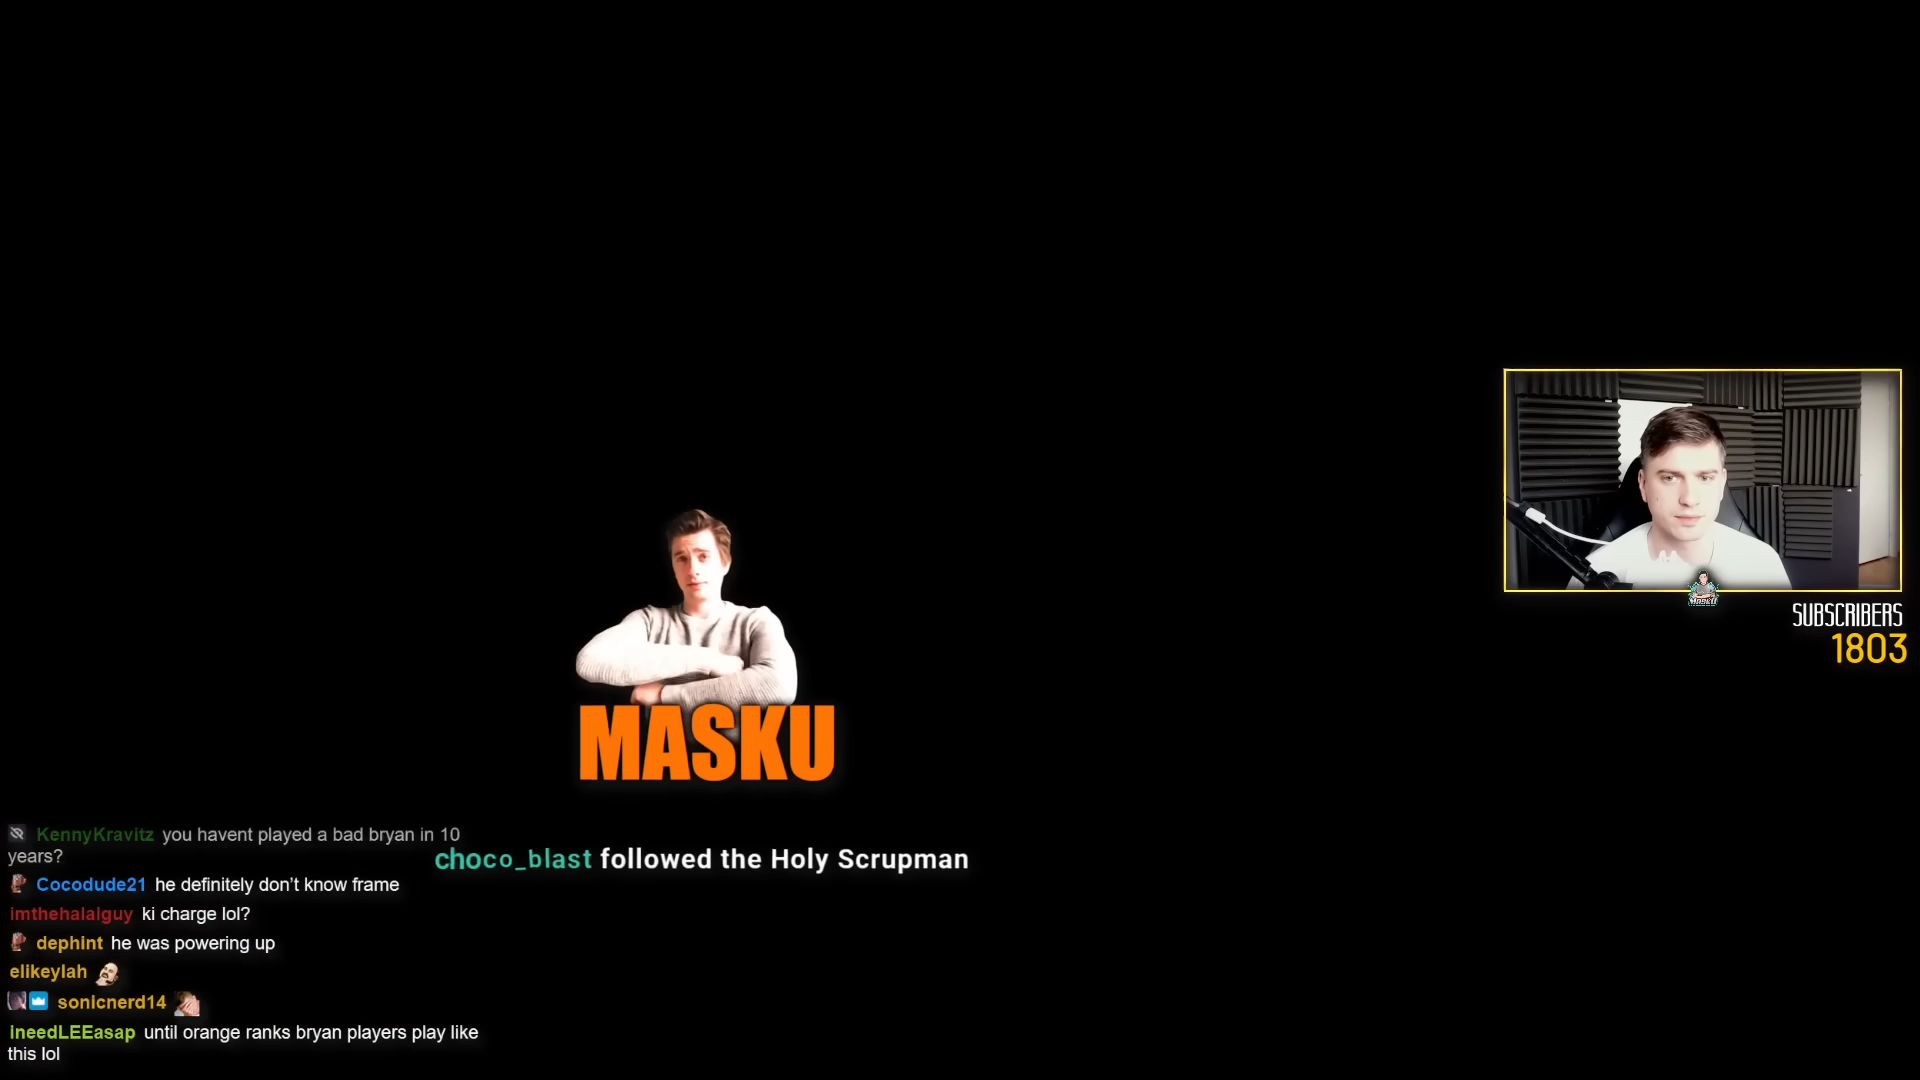 SUBSCRIBERS
1803
MASKU
choco_blast followed the Holy Scrupman
KennyKravitz you havent played a bad bryan in 10
years?
Cocodude21 he definitely don’t know frame
imthehalalguy ki charge lol?
dephint he was powering up
elikeylah
sonicnerd14
ineedLEEasap until orange ranks bryan players play like
this lol